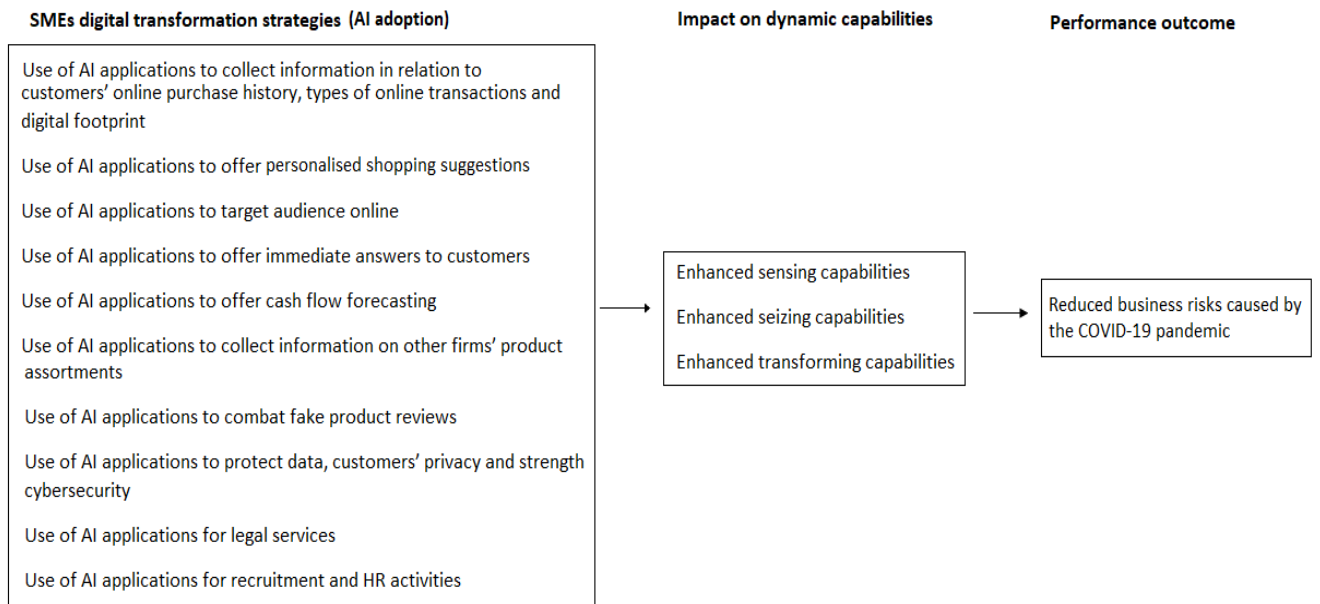 SMEs digital transformation strategies (AI adoption)
Use of AI applications to collect information in relation to
customers’ online purchase history, types of online transactions and
digital footprint
Use of AI applications to offer personalised shopping suggestions
Use of AI applications to target audience online
Use of AI applications to offer immediate answers to customers
Use of AI applications to offer cash flow forecasting
Use of AI applications to collect information on other firms’ product
assortments
Use of AI applications to combat fake product reviews
Use of AI applications to protect data, customers’ privacy and strength
cybersecurity
Use of AI applications for legal services
Use of AI applications for recruitment and HR activities
Impact on dynamic capabilities
Enhanced sensing capabilities
Enhanced seizing capabilities
Enhanced transforming capabilities
Performance outcome
Reduced business risks caused by
the COVID-19 pandemic